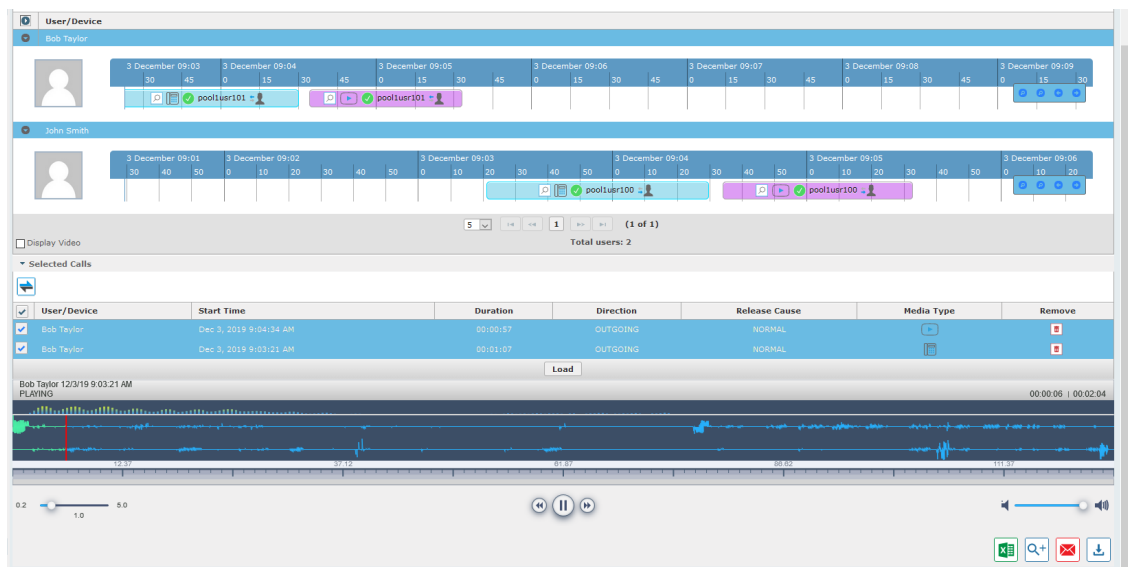 User/Device
Bob Taylor
3 December 09:03 3 December 09:04 3 December 09:05 3 December 09:06 3 December 09:07 3 December 09:08 3 December 09:09
30 45 0 15 30 45 0 15 30 45 0 15 30 45 0 15 30 45 0 15 30 45 0 15 30
pool1usr101 pool1usr101
John Smith
3 December 09:01 3 December 09:02 3 December 09:03 3 December 09:04 3 December 09:05 3 December 09:06
30 40 50 0 10 20 30 40 50 0 10 20 30 40 50 0 10 20 30 40 50 0 10 20 30 40 50 0 10 20
pool1usr100 pool1usr100
5 1 (1 of 1)
Display Video Total users: 2
Selected Calls
User/Device Start Time Duration Direction Release Cause Media Type Remove
Bob Taylor Dec 3, 2019 9:04:34 AM 00:00:57 OUTGOING NORMAL
Bob Taylor Dec 3, 2019 9:03:21 AM 00:01:07 OUTGOING NORMAL
Load
Bob Taylor 12/3/19 9:03:21 AM
PLAYING 00:00:06 | 00:02:04
12.37 37.12 61.87 86.62 111.37
0.2 5.0
1.0